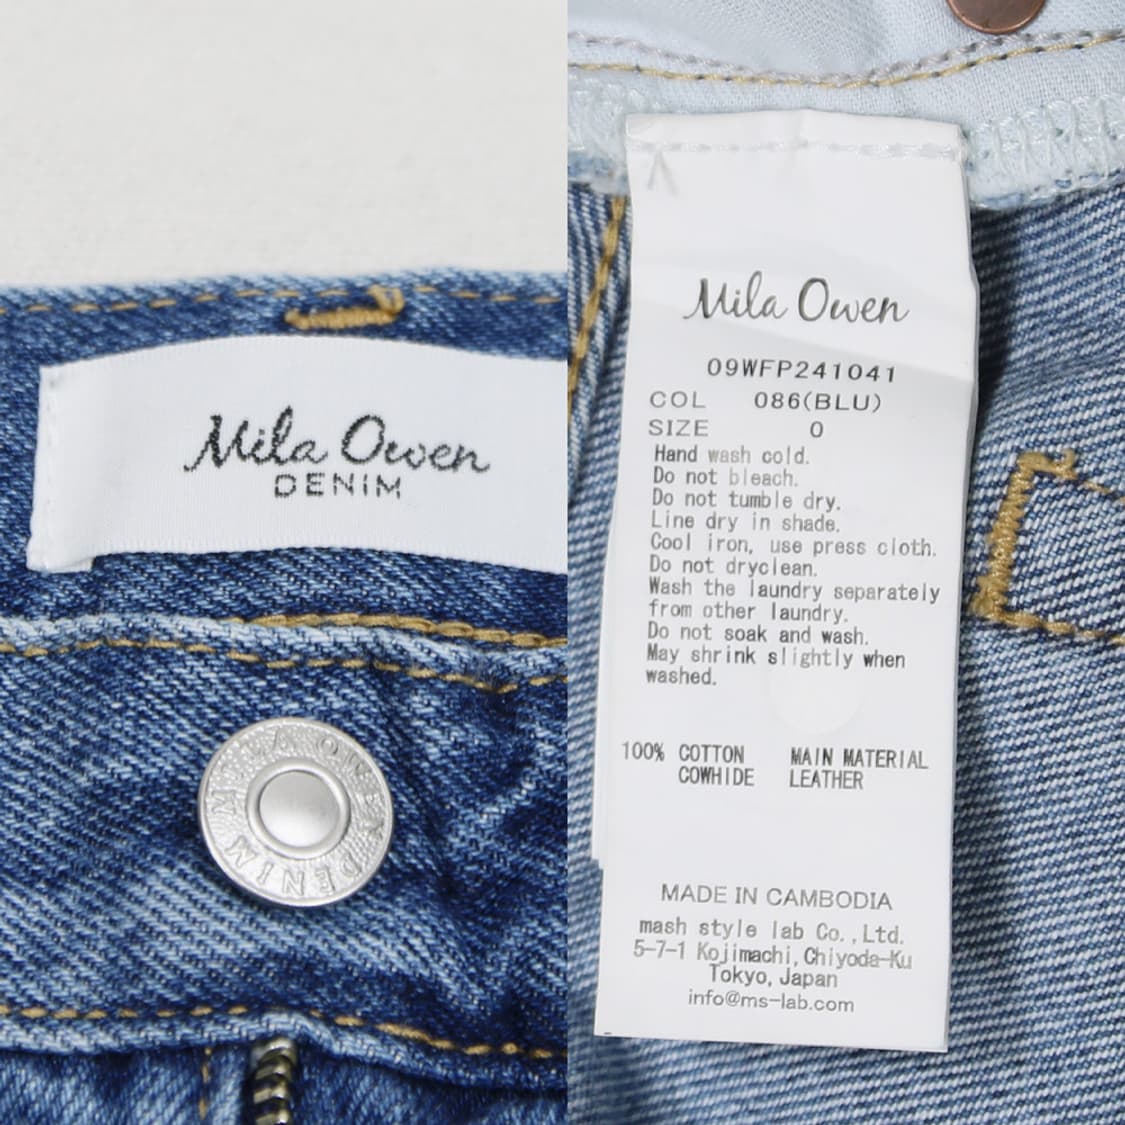 Mila Owen
DENIM
MILA OWEN DENIM
Mila Owen
09WFP241041
COL 086(BLU)
SIZE 0
Hand wash cold.
Do not bleach.
Do not tumble dry.
Line dry in shade.
Cool iron, use press cloth.
Do not dryclean.
Wash the laundry separately
from other laundry.
Do not soak and wash.
May shrink slightly when
washed.
100% COTTON MAIN MATERIAL
COWHIDE LEATHER
MADE IN CAMBODIA
mash style lab Co.,Ltd.
5-7-1 Kojimachi,Chiyoda-Ku
Tokyo,Japan
info@ms-lab.com